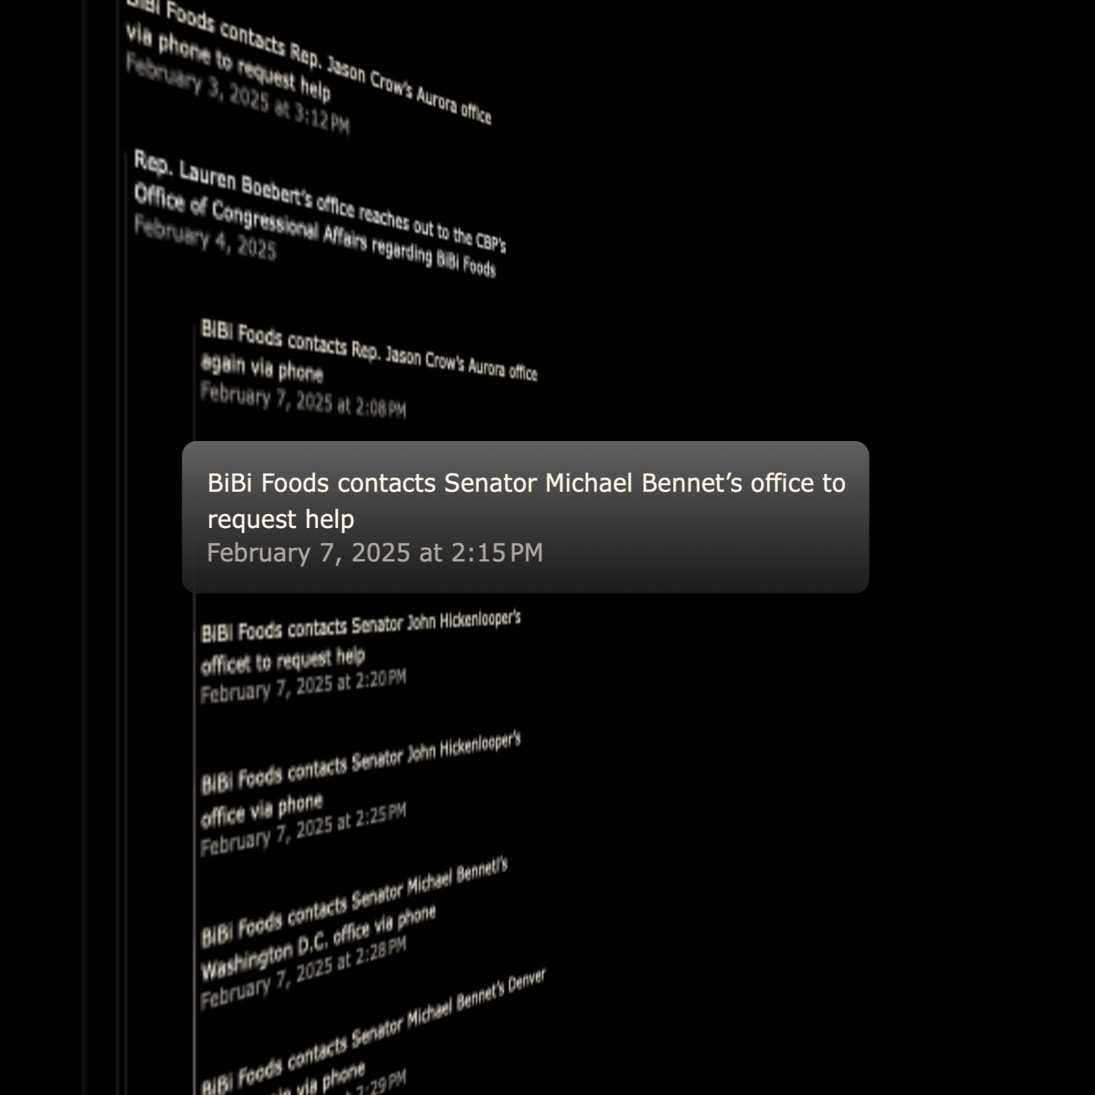 BiBi Foods contacts Rep. Jason Crow's Aurora office
via phone to request help
February 3, 2025 at 3:12 PM
Rep. Lauren Boebert's office reaches out to the CBP's
Office of Congressional Affairs regarding BiBi Foods
February 4, 2025
BiBi Foods contacts Rep. Jason Crow's Aurora office
again via phone
February 7, 2025 at 2:08 PM
BiBi Foods contacts Senator Michael Bennet’s office to
request help
February 7, 2025 at 2:15 PM
BiBi Foods contacts Senator John Hickenlooper's
officet to request help
February 7, 2025 at 2:20 PM
BiBi Foods contacts Senator John Hickenlooper's
office via phone
February 7, 2025 at 2:25 PM
BiBi Foods contacts Senator Michael Bennett's
Washington D.C. office via phone
February 7, 2025 at 2:28 PM
BiBi Foods contacts Senator Michael Bennet's Denver
via phone
2:29 PM